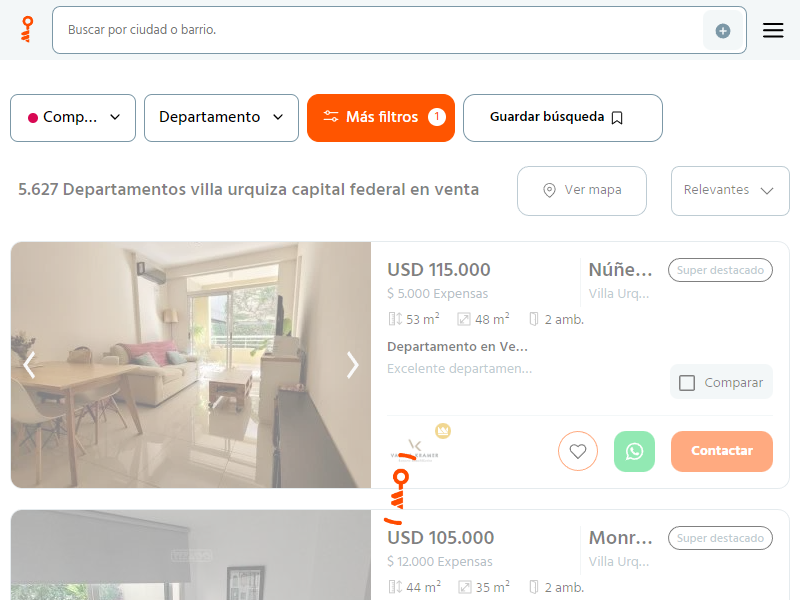 Buscar por ciudad o barrio.
Comp...
Departamento
Más filtros 1
Guardar búsqueda
5.627 Departamentos villa urquiza capital federal en venta
Ver mapa
Relevantes
USD 115.000
Núñe...
Super destacado
$ 5.000 Expensas
Villa Urq...
53 m²
48 m²
2 amb.
Departamento en Ve...
Excelente departamen...
Comparar
Contactar
USD 105.000
Monr...
Super destacado
$ 12.000 Expensas
Villa Urq...
44 m²
35 m²
2 amb.